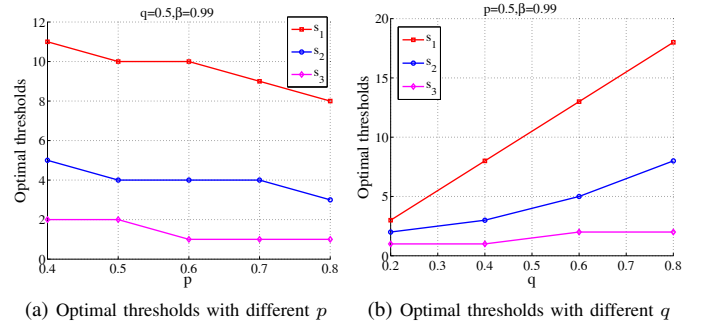 q=0.5,β=0.99
12
10
8
6
4
2
0
0.4 0.5 0.6 0.7 0.8
Optimal thresholds
p
s1
s2
s3
(a) Optimal thresholds with different p
p=0.5,β=0.99
20
15
10
5
0
0.2 0.3 0.4 0.5 0.6 0.7 0.8
Optimal thresholds
q
s1
s2
s3
(b) Optimal thresholds with different q